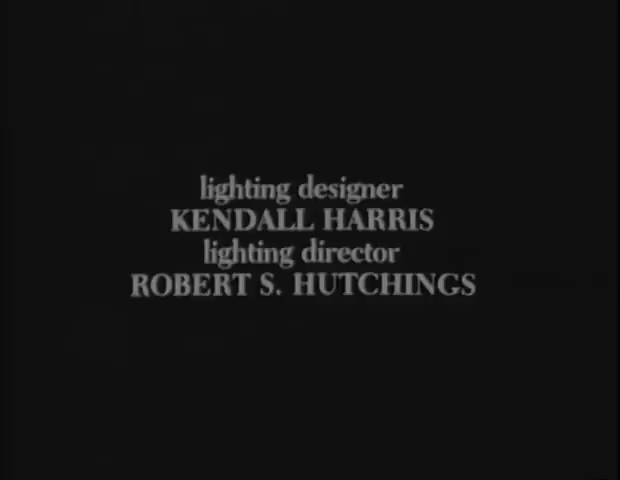 lighting designer
KENDALL HARRIS
lighting director
ROBERT S. HUTCHINGS